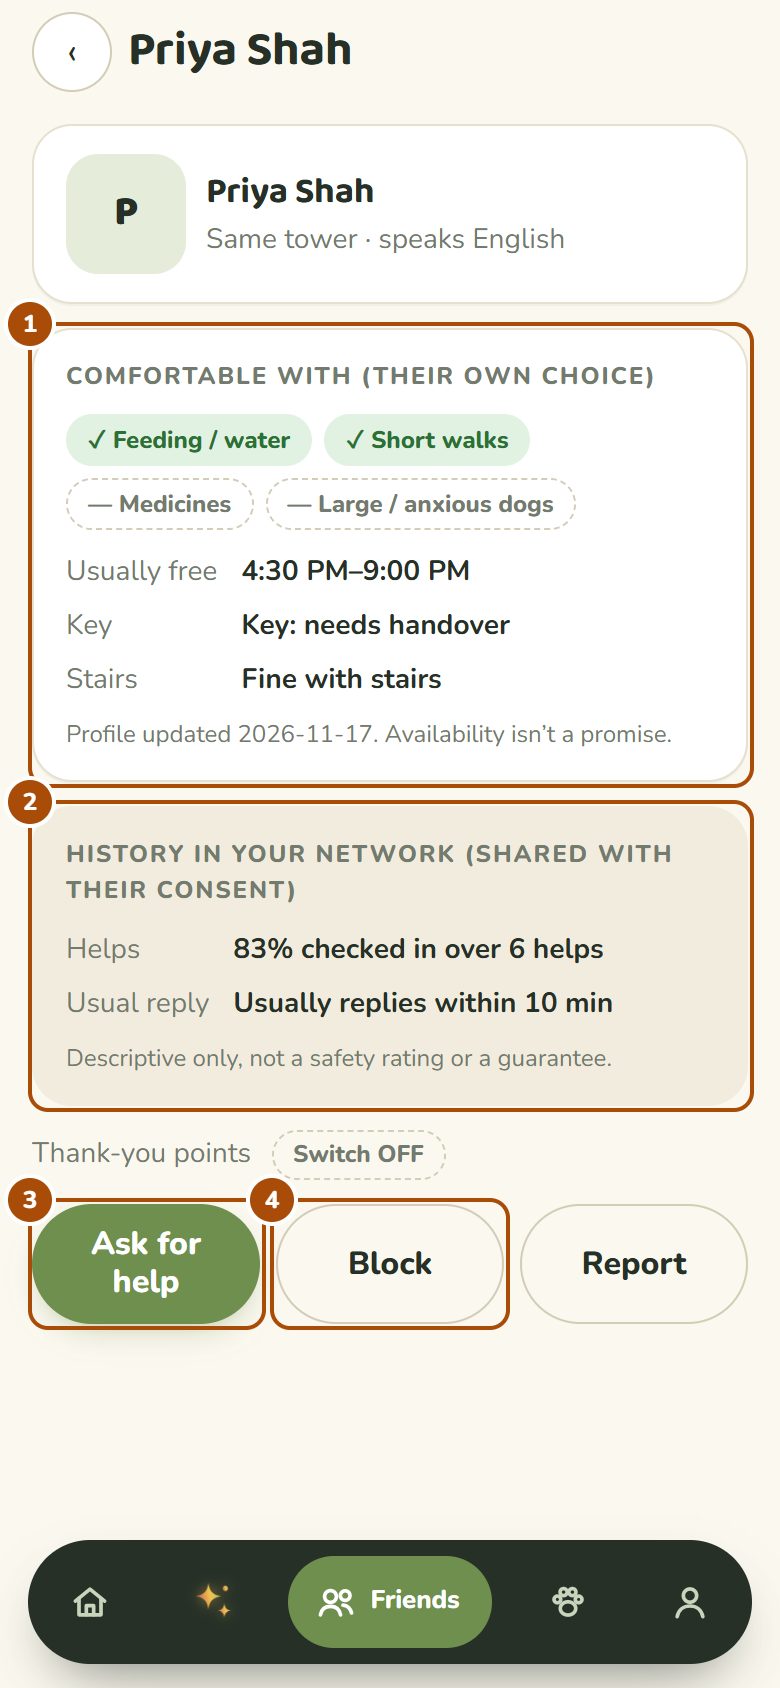 ‹ Priya Shah
P
Priya Shah
Same tower · speaks English
1
COMFORTABLE WITH (THEIR OWN CHOICE)
✓ Feeding / water ✓ Short walks
— Medicines — Large / anxious dogs
Usually free 4:30 PM–9:00 PM
Key Key: needs handover
Stairs Fine with stairs
Profile updated 2026-11-17. Availability isn’t a promise.
2
HISTORY IN YOUR NETWORK (SHARED WITH
THEIR CONSENT)
Helps 83% checked in over 6 helps
Usual reply Usually replies within 10 min
Descriptive only, not a safety rating or a guarantee.
Thank-you points Switch OFF
3
Ask for
help
4
Block
Report
Friends